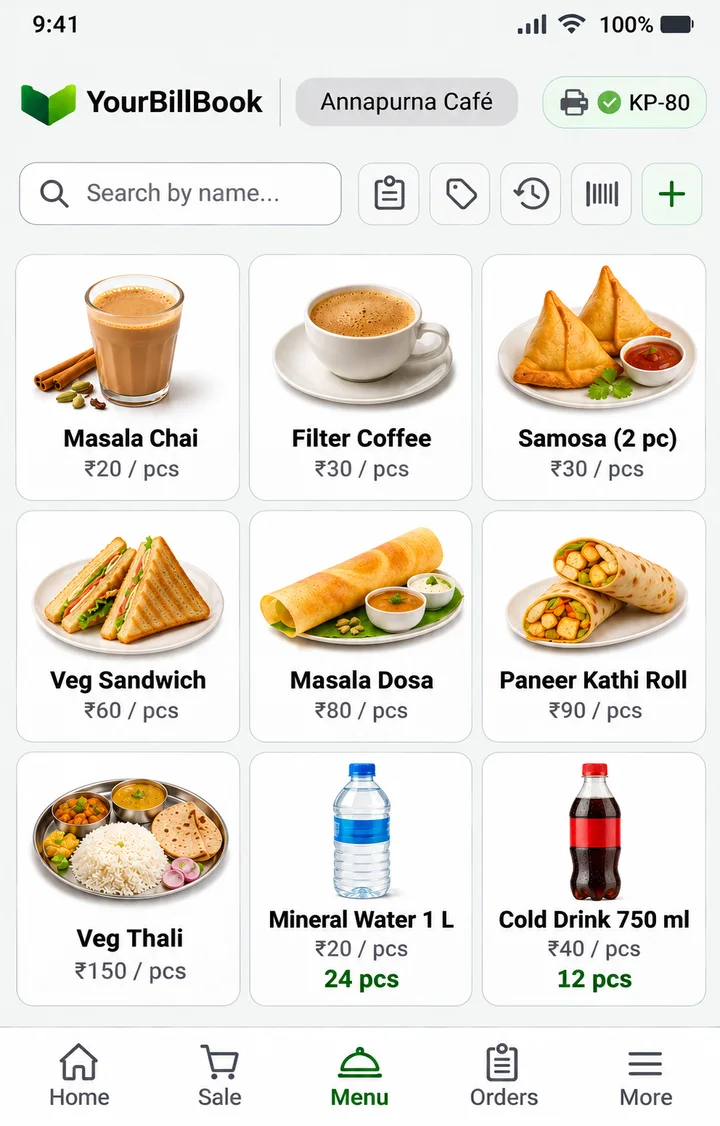 9:41
100%
YourBillBook
Annapurna Café
KP-80
Search by name...
Masala Chai
₹20 / pcs
Filter Coffee
₹30 / pcs
Samosa (2 pc)
₹30 / pcs
Veg Sandwich
₹60 / pcs
Masala Dosa
₹80 / pcs
Paneer Kathi Roll
₹90 / pcs
Veg Thali
₹150 / pcs
Mineral Water 1 L
₹20 / pcs
24 pcs
Cold Drink 750 ml
₹40 / pcs
12 pcs
Home
Sale
Menu
Orders
More